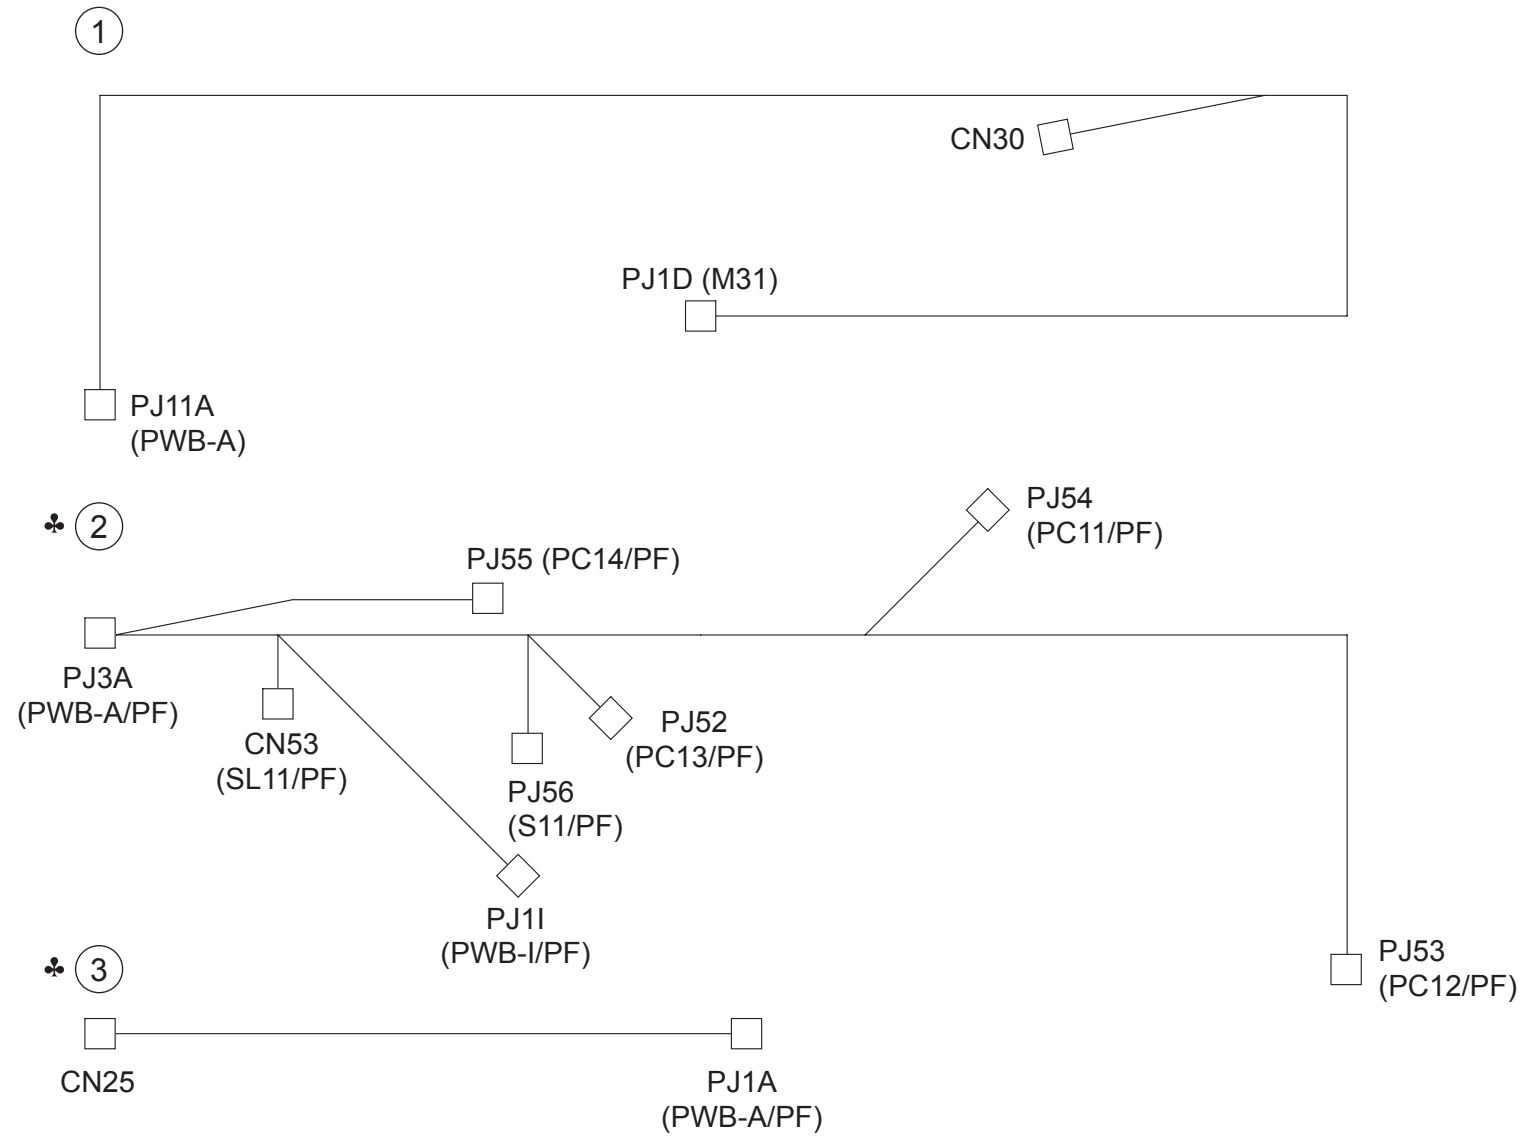 1
CN30
PJ1D (M31)
PJ11A
(PWB-A)
♣ 2
PJ54
(PC11/PF)
PJ55 (PC14/PF)
PJ3A
(PWB-A/PF)
CN53
(SL11/PF)
PJ52
(PC13/PF)
PJ56
(S11/PF)
PJ1I
(PWB-I/PF)
PJ53
(PC12/PF)
♣ 3
CN25
PJ1A
(PWB-A/PF)